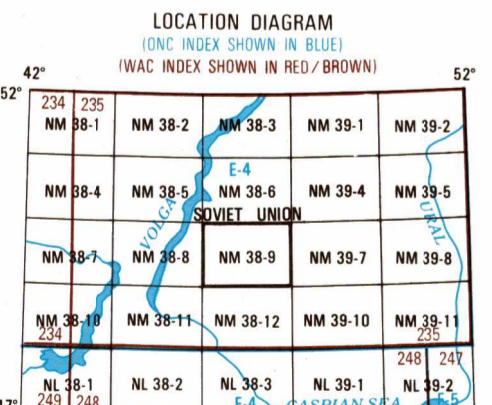 LOCATION DIAGRAM
(ONC INDEX SHOWN IN BLUE)
(WAC INDEX SHOWN IN RED/BROWN)
42° 52°
52°
234 235
NM 38-1 NM 38-2 NM 38-3 NM 39-1 NM 39-2
E-4
NM 38-4 NM 38-5 NM 38-6 NM 39-4 NM 39-5
VOLGA
SOVIET UNION
URAL
NM 38-7 NM 38-8 NM 38-9 NM 39-7 NM 39-8
NM 38-10 NM 38-11 NM 38-12 NM 39-10 NM 39-11
234 235
248 247
NL 38-1 NL 38-2 NL 38-3 NL 39-1 NL 39-2
249 248 E-4 CASPIAN SEA E-5